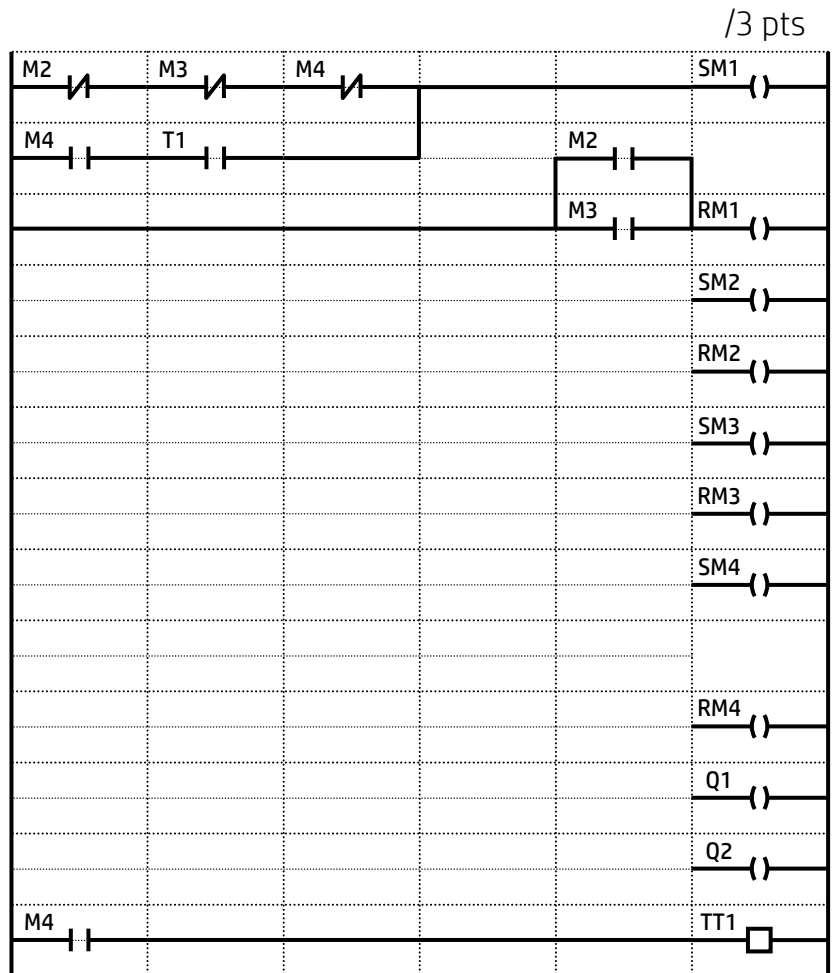 /3 pts
M2 M3 M4 SM1
M4 T1 M2
M3 RM1
SM2
RM2
SM3
RM3
SM4
RM4
Q1
Q2
M4 TT1